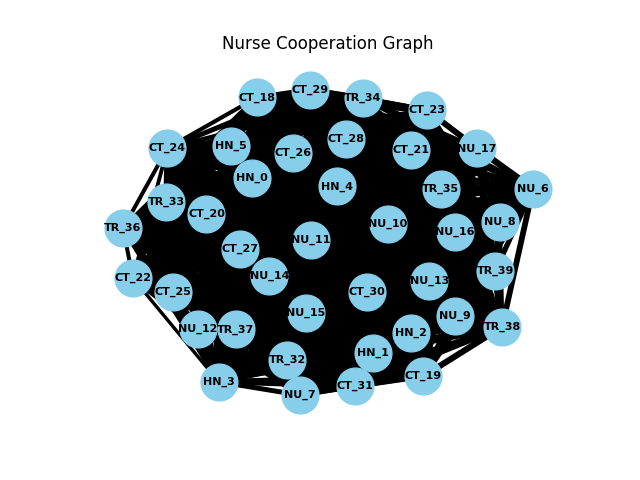 Nurse Cooperation Graph
CT_29
CT_18
TR_34
CT_23
CT_28
HN_5
CT_24
NU_17
CT_21
CT_26
HN_0
HN_4
TR_35
NU_6
TR_33
CT_20
NU_8
NU_10
TR_36
NU_16
NU_11
CT_27
TR_39
NU_14
CT_22
NU_13
CT_25
CT_30
NU_15
NU_9
TR_38
NU_12
TR_37
HN_2
HN_1
TR_32
CT_19
HN_3
CT_31
NU_7